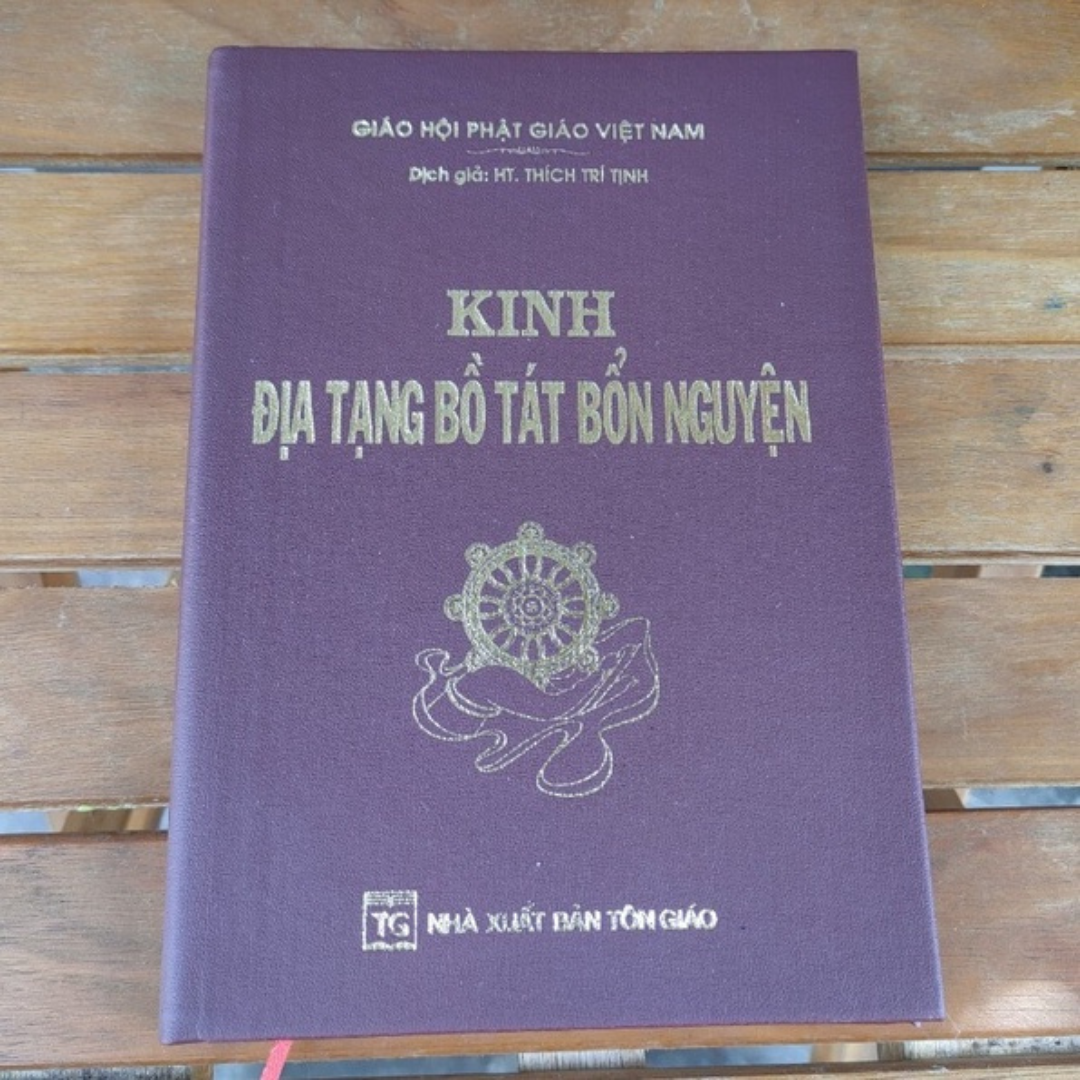 GIÁO HỘI PHẬT GIÁO VIỆT NAM
Dịch giả: HT. THÍCH TRÍ TỊNH
KINH
ĐỊA TẠNG BỒ TÁT BỔN NGUYỆN
TG NHÀ XUẤT BẢN TÔN GIÁO